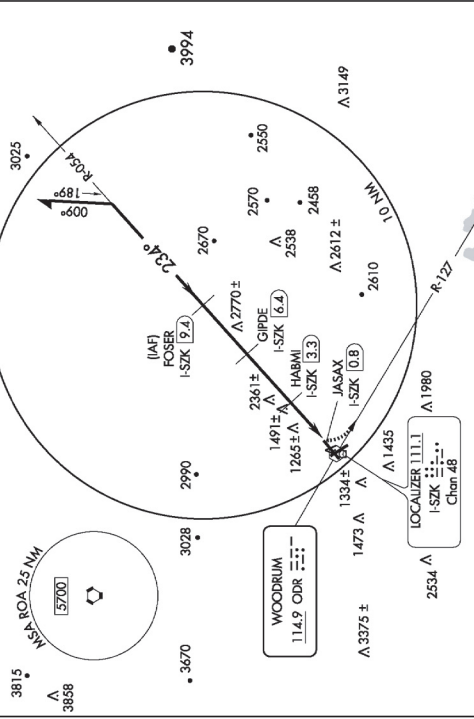 3815
3858
MSA ROA 25 NM
5700
3025
R-054
009°
189°
234°
3994
3670
3028
2990
2670
2550
2570
2458
2538
3149
(IAF)
FOSER
I-SZK 9.4
2770 ±
GIPDE
I-SZK 6.4
2612 ±
2610
10 NM
2361±
HABMI
I-SZK 3.3
1491±
1265±
JASAX
I-SZK 0.8
R-127
WOODRUM
114.9 ODR
1334±
1473
3375 ±
1435
1980
LOCALIZER 111.1
I-SZK
Chan 48
2534